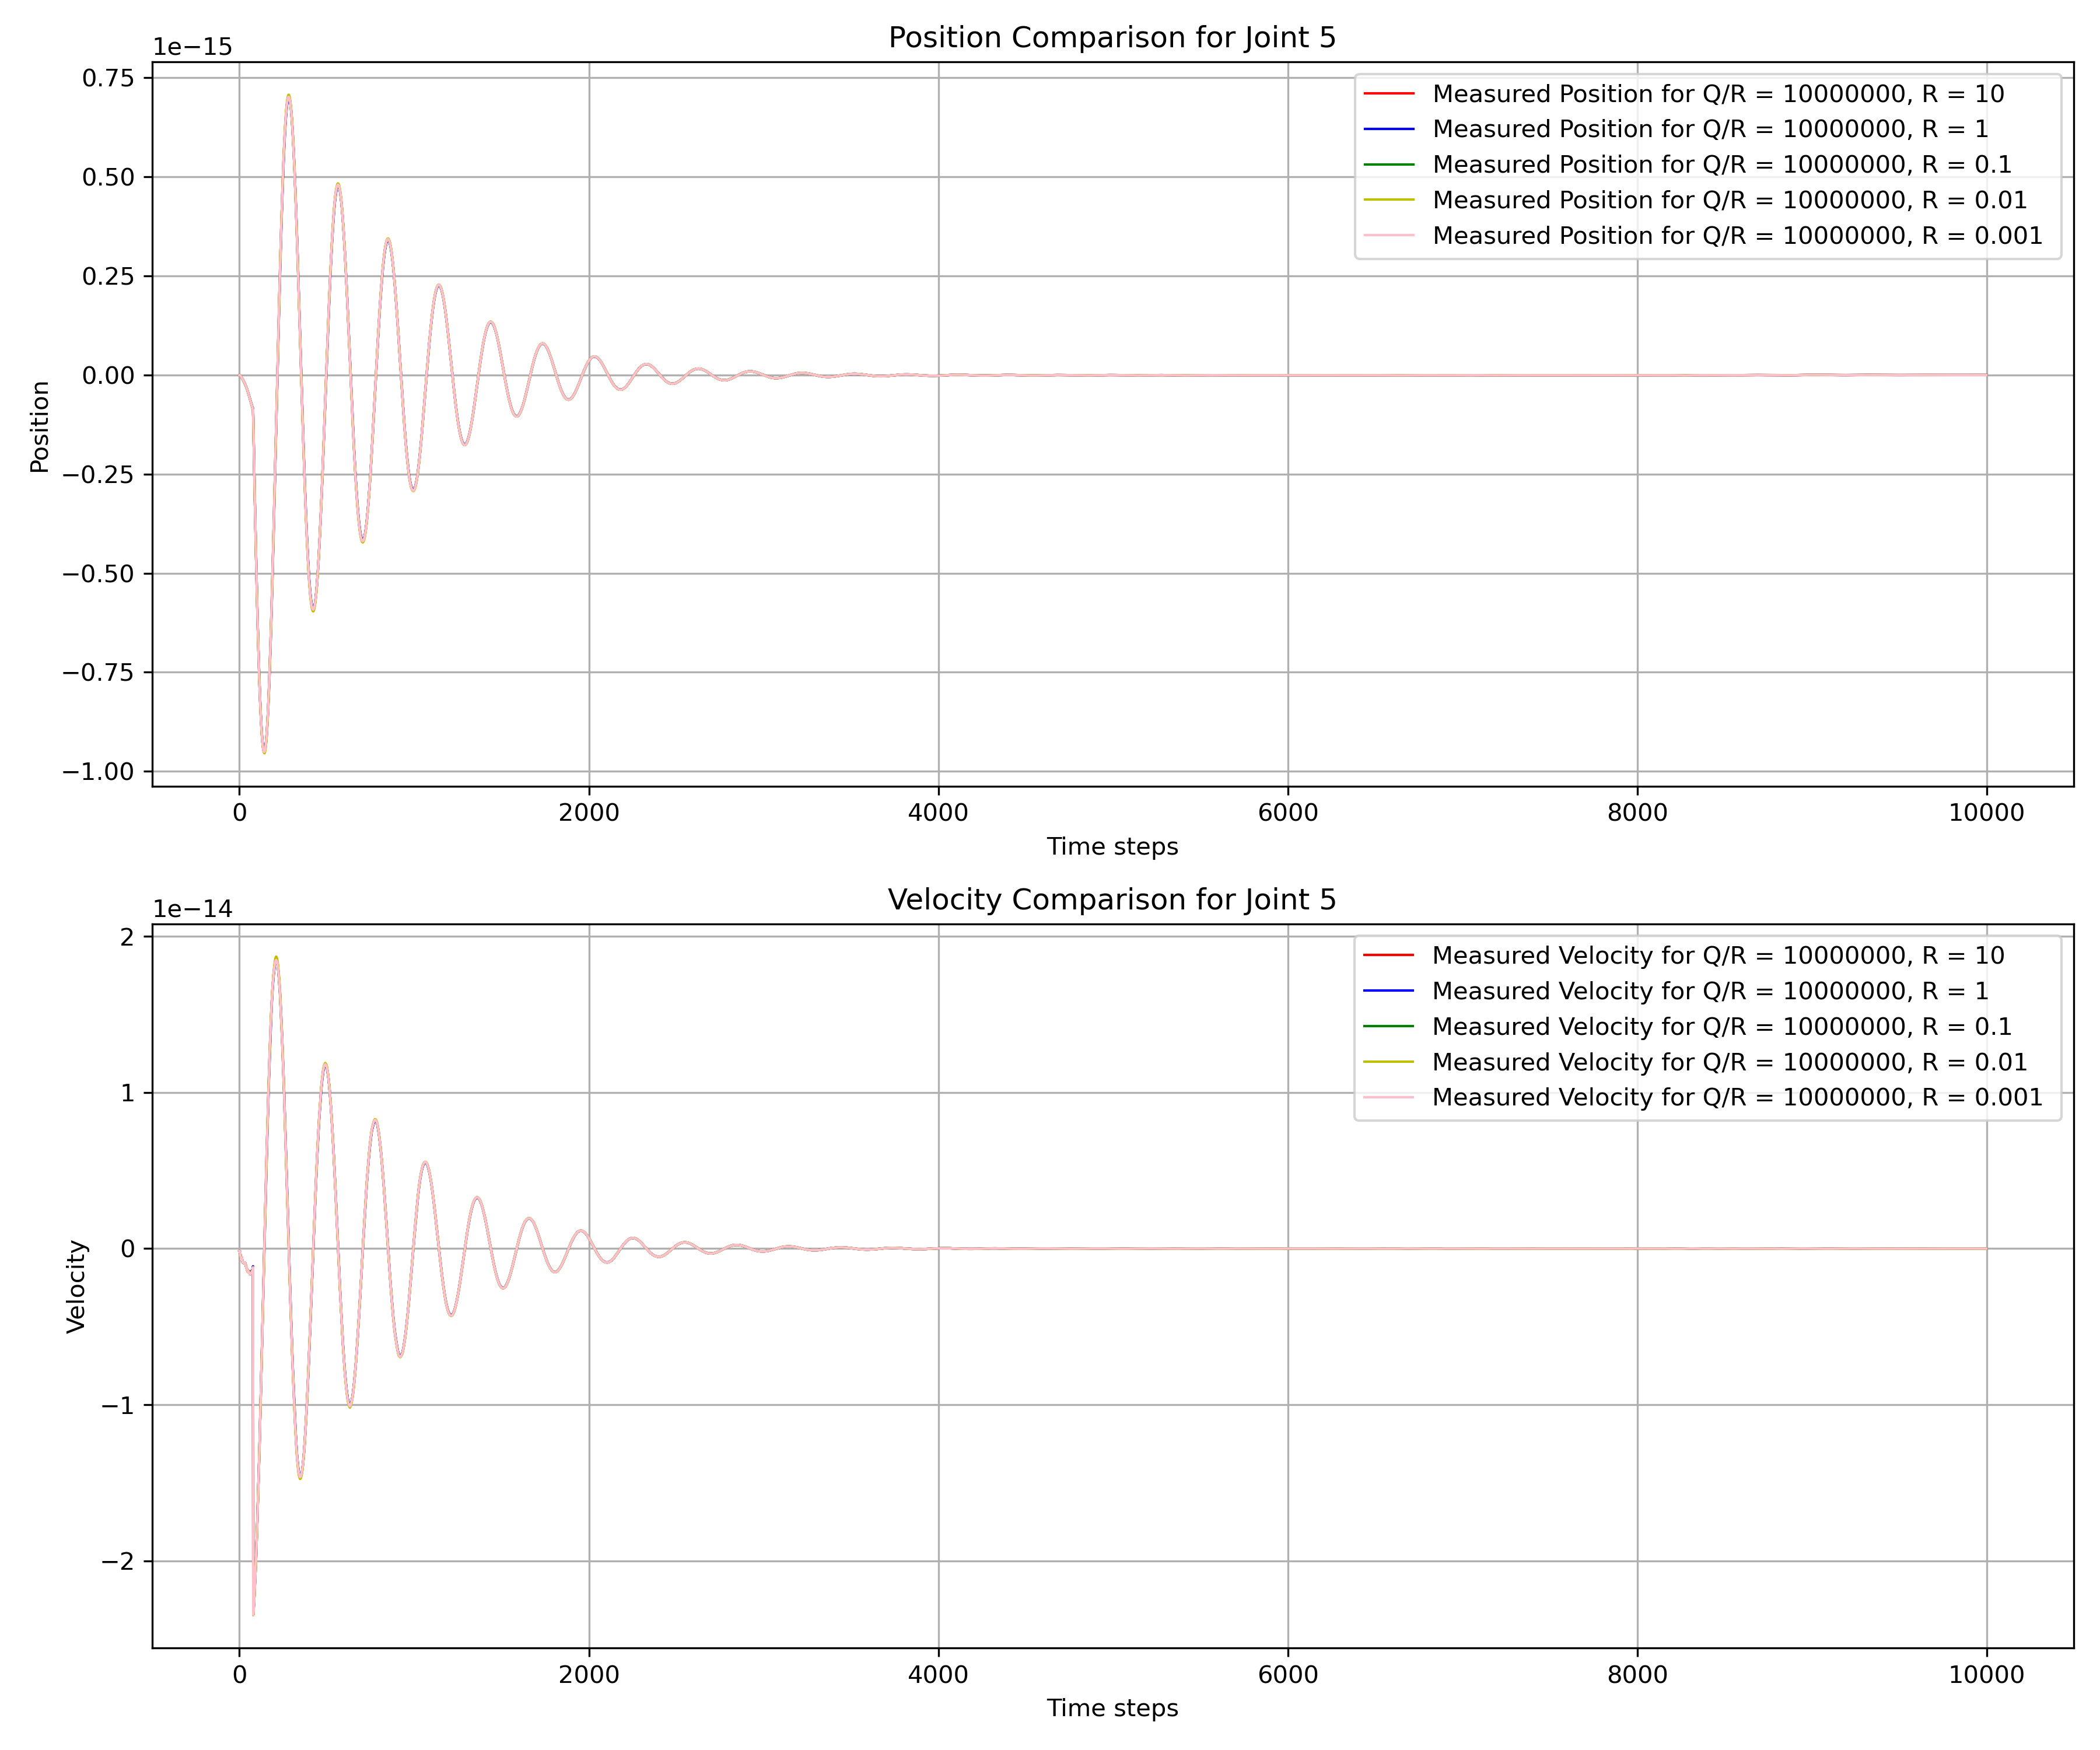 Position Comparison for Joint 5
1e−15
0.75
0.50
0.25
0.00
−0.25
−0.50
−0.75
−1.00
Position
Measured Position for Q/R = 10000000, R = 10
Measured Position for Q/R = 10000000, R = 1
Measured Position for Q/R = 10000000, R = 0.1
Measured Position for Q/R = 10000000, R = 0.01
Measured Position for Q/R = 10000000, R = 0.001
0 2000 4000 6000 8000 10000
Time steps
Velocity Comparison for Joint 5
1e−14
2
1
0
−1
−2
Velocity
Measured Velocity for Q/R = 10000000, R = 10
Measured Velocity for Q/R = 10000000, R = 1
Measured Velocity for Q/R = 10000000, R = 0.1
Measured Velocity for Q/R = 10000000, R = 0.01
Measured Velocity for Q/R = 10000000, R = 0.001
0 2000 4000 6000 8000 10000
Time steps